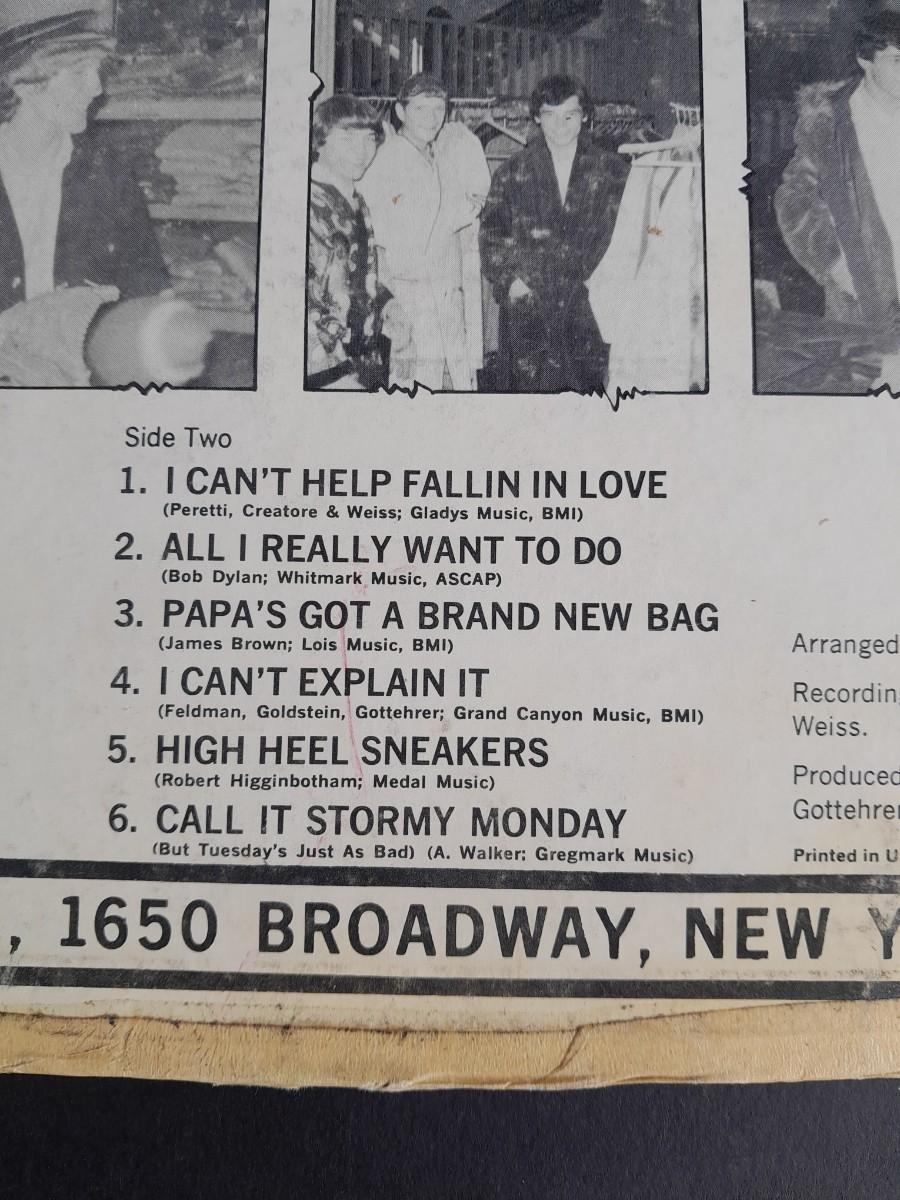 Side Two
1. I CAN'T HELP FALLIN IN LOVE
(Peretti, Creatore & Weiss; Gladys Music, BMI)
2. ALL I REALLY WANT TO DO
(Bob Dylan; Whitmark Music, ASCAP)
3. PAPA'S GOT A BRAND NEW BAG
(James Brown; Lois Music, BMI)
4. I CAN'T EXPLAIN IT
(Feldman, Goldstein, Gottehrer; Grand Canyon Music, BMI)
5. HIGH HEEL SNEAKERS
(Robert Higginbotham; Medal Music)
6. CALL IT STORMY MONDAY
(But Tuesday's Just As Bad) (A. Walker; Gregmark Music)
Arranged
Recordin
Weiss.
Produced
Gottehrer
Printed in U
, 1650 BROADWAY, NEW Y